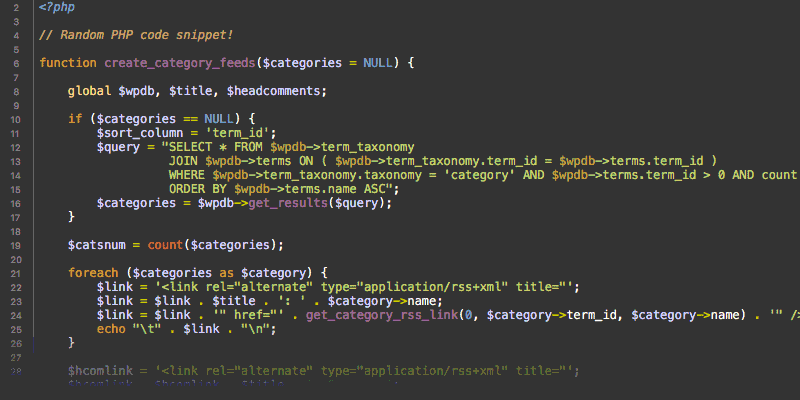 2 <?php
3
4 // Random PHP code snippet!
5
6 function create_category_feeds($categories = NULL) {
7
8 global $wpdb, $title, $headcomments;
9
10 if ($categories == NULL) {
11 $sort_column = 'term_id';
12 $query = "SELECT * FROM $wpdb->term_taxonomy
13 JOIN $wpdb->terms ON ( $wpdb->term_taxonomy.term_id = $wpdb->terms.term_id )
14 WHERE $wpdb->term_taxonomy.taxonomy = 'category' AND $wpdb->terms.term_id > 0 AND count
15 ORDER BY $wpdb->terms.name ASC";
16 $categories = $wpdb->get_results($query);
17 }
18
19 $catsnum = count($categories);
20
21 foreach ($categories as $category) {
22 $link = '<link rel="alternate" type="application/rss+xml" title="';
23 $link = $link . $title . ': ' . $category->name;
24 $link = $link . '" href="' . get_category_rss_link(0, $category->term_id, $category->name) . '" />
25 echo "\t" . $link . "\n";
26 }
27
28 $hcomlink = '<link rel="alternate" type="application/rss+xml" title="';